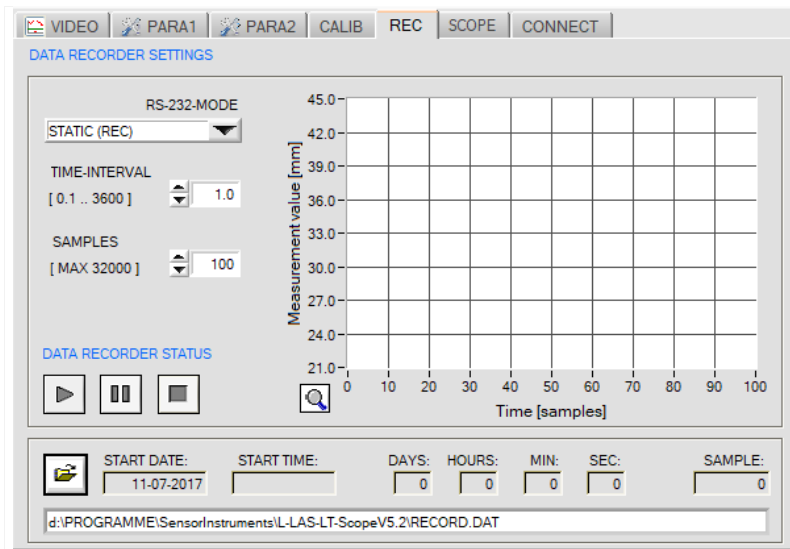 VIDEO PARA1 PARA2 CALIB REC SCOPE CONNECT
DATA RECORDER SETTINGS
RS-232-MODE
STATIC (REC)
TIME-INTERVAL
[ 0.1 .. 3600 ] 1.0
SAMPLES
[ MAX 32000 ] 100
DATA RECORDER STATUS
Measurement value [mm]
45.0
42.0
39.0
36.0
33.0
30.0
27.0
24.0
21.0
0 10 20 30 40 50 60 70 80 90 100
Time [samples]
START DATE: START TIME: DAYS: HOURS: MIN: SEC: SAMPLE:
11-07-2017 0 0 0 0 0
d:\PROGRAMME\SensorInstruments\L-LAS-LT-ScopeV5.2\RECORD.DAT